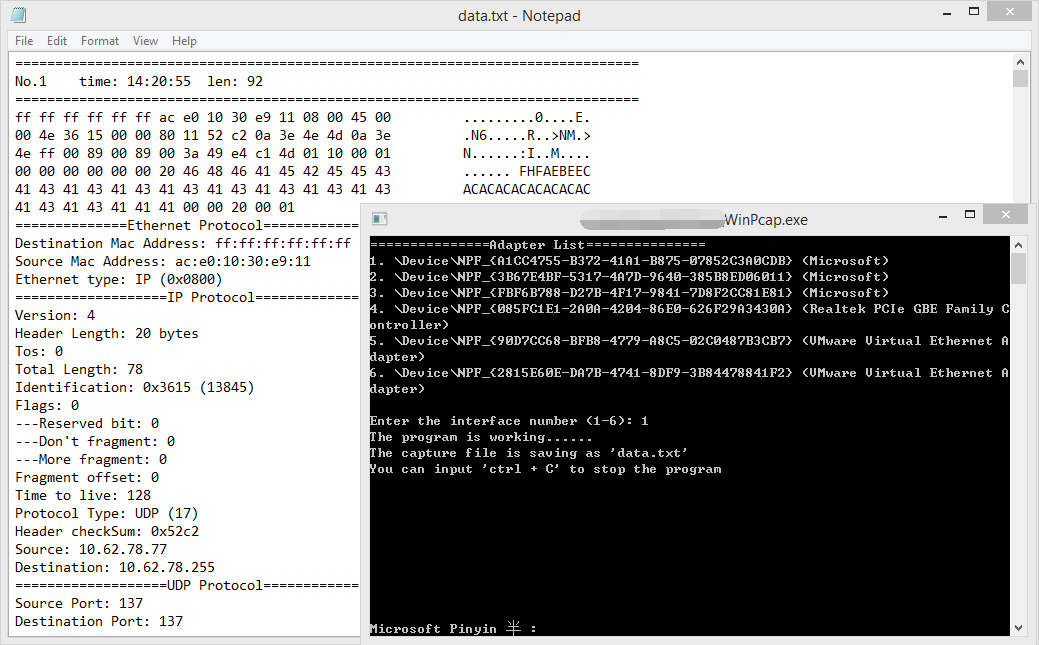 data.txt - Notepad
File Edit Format View Help
==============================================================================
No.1    time: 14:20:55  len: 92
==============================================================================
ff ff ff ff ff ff ac e0 10 30 e9 11 08 00 45 00         .........0....E.
00 4e 36 15 00 00 80 11 52 c2 0a 3e 4e 4d 0a 3e         .N6.....R..>NM.>
4e ff 00 89 00 89 00 3a 49 e4 c1 4d 01 10 00 01         N......:I..M....
00 00 00 00 00 00 20 46 48 46 41 45 42 45 45 43         ...... FHFAEBEEC
41 43 41 43 41 43 41 43 41 43 41 43 41 43 41 43         ACACACACACACACAC
41 43 41 43 41 41 41 00 00 20 00 01
==============Ethernet Protocol============
Destination Mac Address: ff:ff:ff:ff:ff:ff
Source Mac Address: ac:e0:10:30:e9:11
Ethernet type: IP (0x0800)
===================IP Protocol=============
Version: 4
Header Length: 20 bytes
Tos: 0
Total Length: 78
Identification: 0x3615 (13845)
Flags: 0
---Reserved bit: 0
---Don't fragment: 0
---More fragment: 0
Fragment offset: 0
Time to live: 128
Protocol Type: UDP (17)
Header checkSum: 0x52c2
Source: 10.62.78.77
Destination: 10.62.78.255
===================UDP Protocol============
Source Port: 137
Destination Port: 137
WinPcap.exe
===============Adapter List===============
1. \Device\NPF_{A1CC4755-B372-41A1-B875-07852C3A0CDB} (Microsoft)
2. \Device\NPF_{3B67E4BF-5317-4A7D-9640-385B8ED06011} (Microsoft)
3. \Device\NPF_{FBF6B788-D27B-4F17-9841-7D8F2CC81E81} (Microsoft)
4. \Device\NPF_{085FC1E1-2A0A-4204-86E0-626F29A3430A} (Realtek PCIe GBE Family C
ontroller)
5. \Device\NPF_{90D7CC68-BFB8-4779-A8C5-02C0487B3CB7} (VMware Virtual Ethernet A
dapter)
6. \Device\NPF_{2815E60E-DA7B-4741-8DF9-3B84478841F2} (VMware Virtual Ethernet A
dapter)
Enter the interface number (1-6): 1
The program is working......
The capture file is saving as 'data.txt'
You can input 'ctrl + C' to stop the program
Microsoft Pinyin 半 :